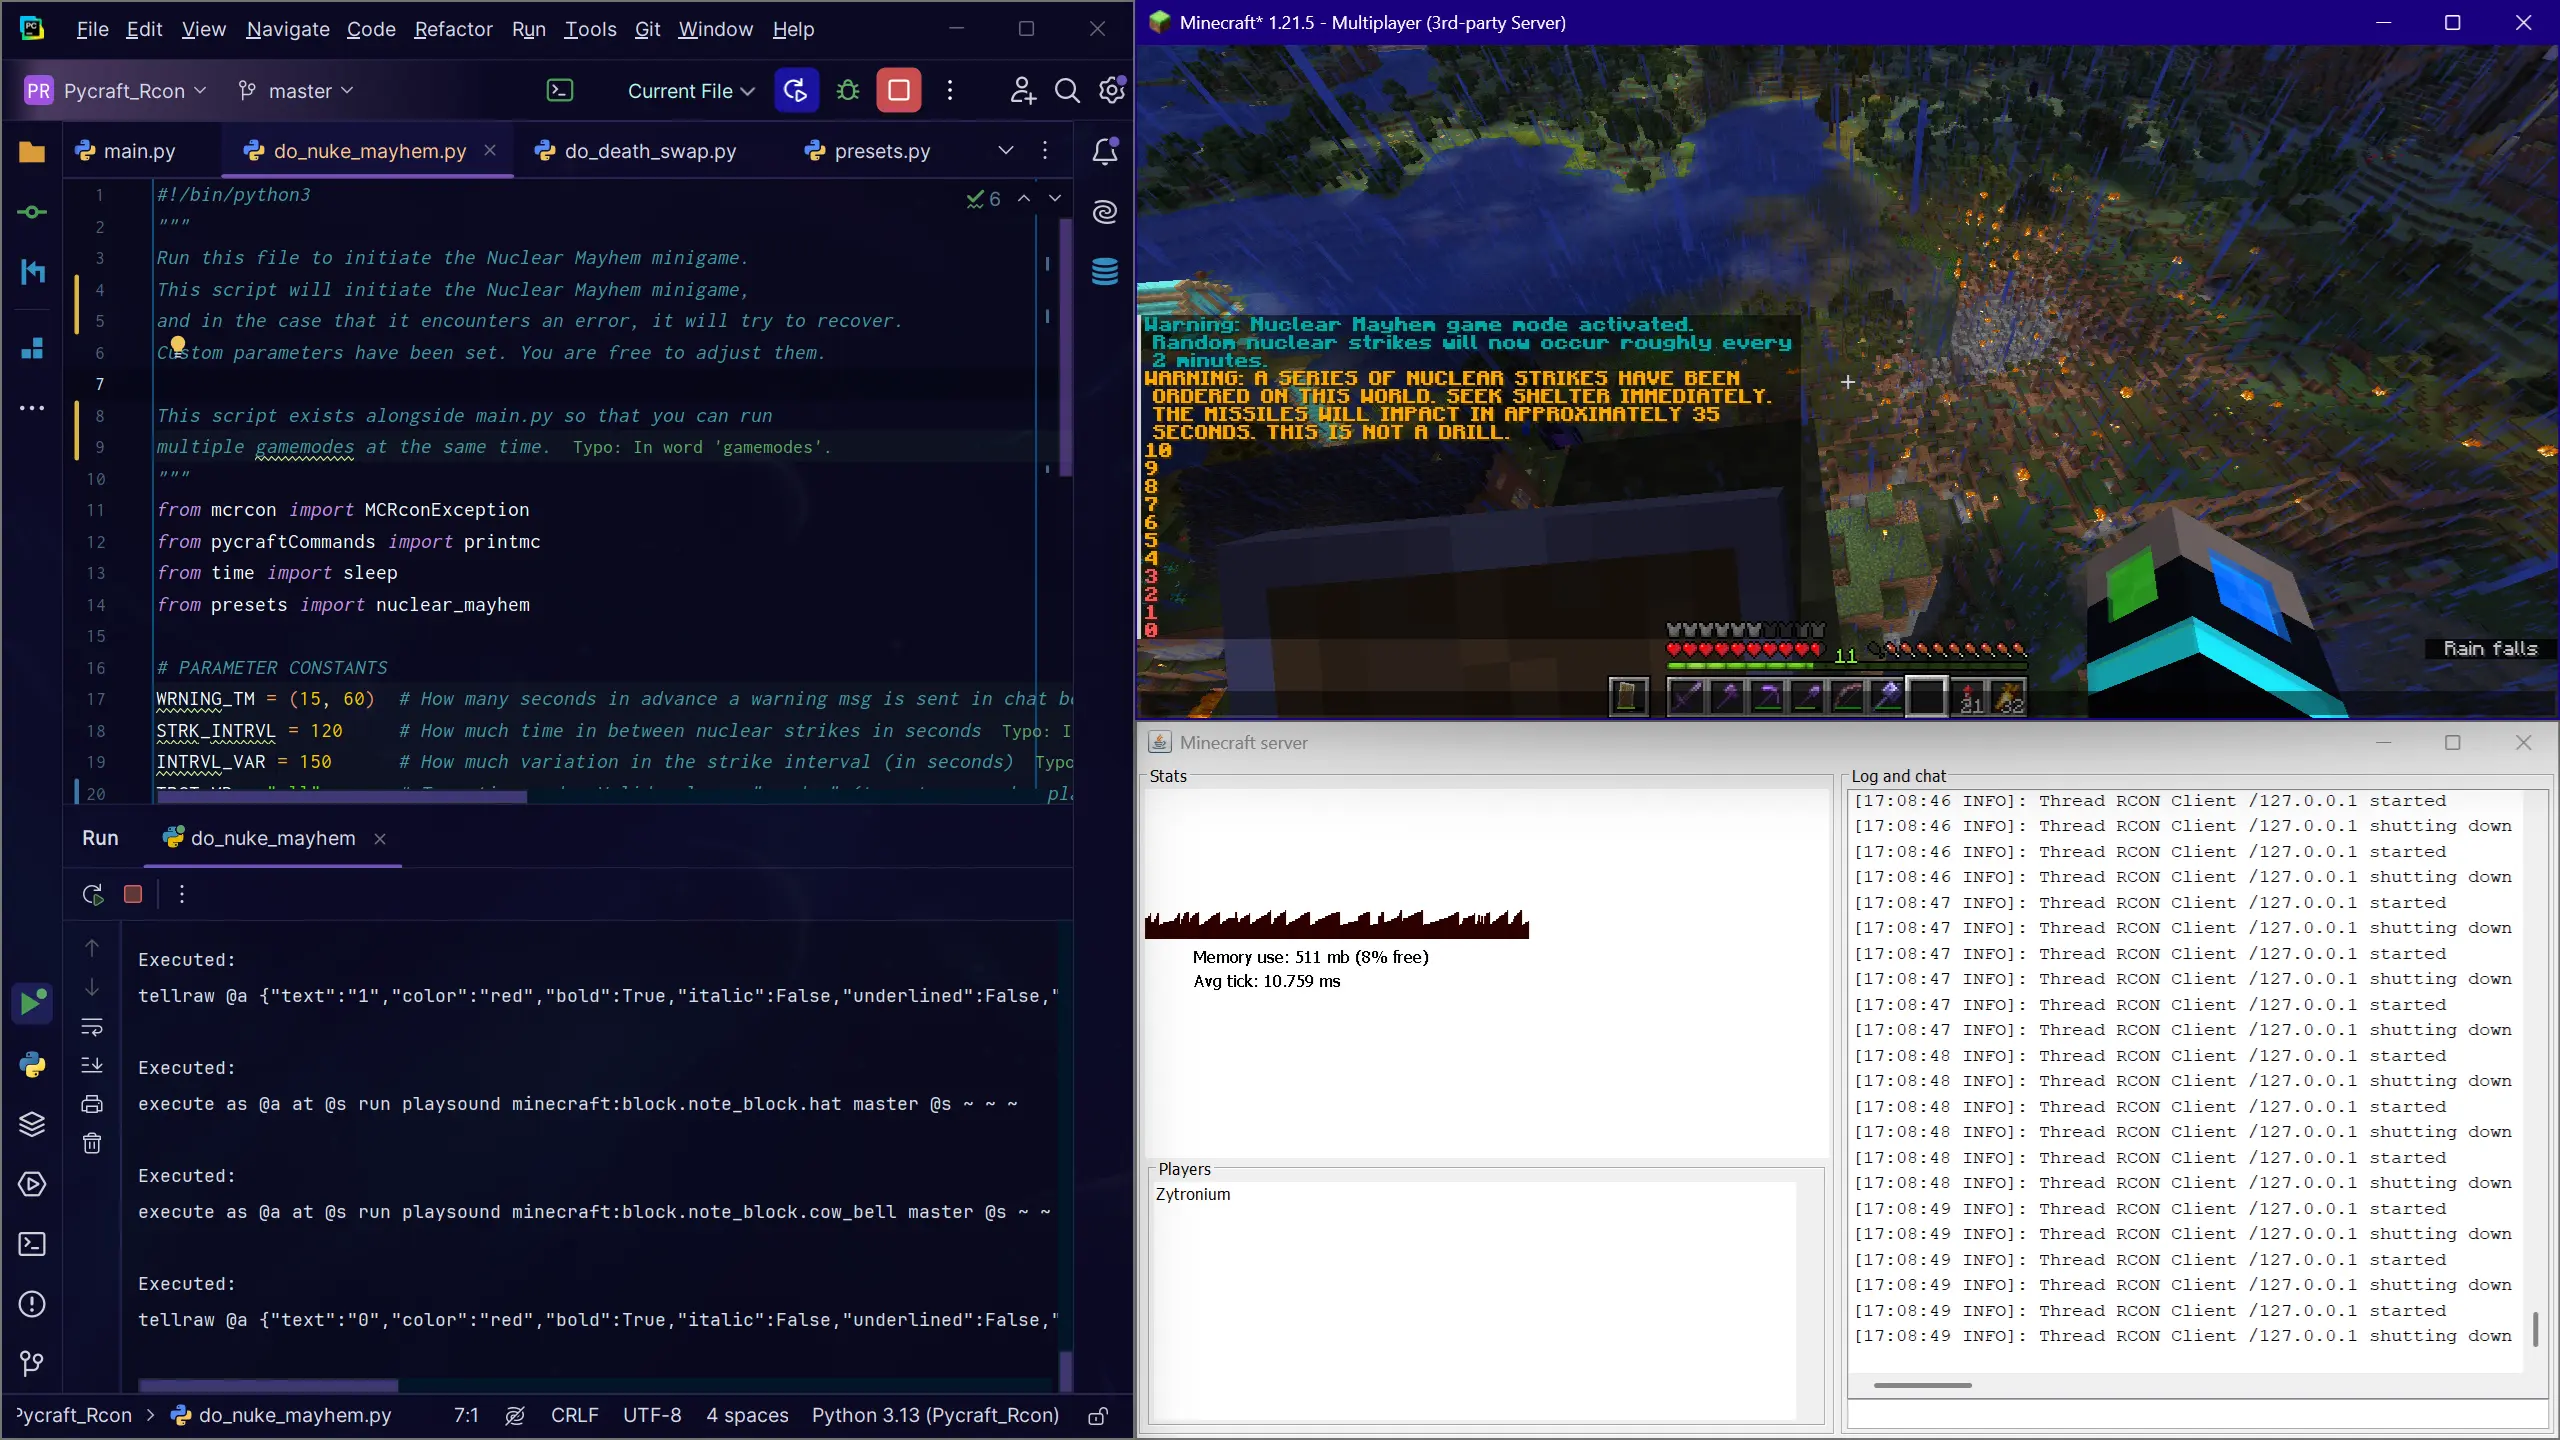 File Edit View Navigate Code Refactor Run Tools Git Window Help
PR Pycraft_Rcon master Current File
main.py do_nuke_mayhem.py do_death_swap.py presets.py
6
1 #!/bin/python3
2 """
3 Run this file to initiate the Nuclear Mayhem minigame.
4 This script will initiate the Nuclear Mayhem minigame,
5 and in the case that it encounters an error, it will try to recover.
6 Custom parameters have been set. You are free to adjust them.
7
8 This script exists alongside main.py so that you can run
9 multiple gamemodes at the same time. Typo: In word 'gamemodes'.
10 """
11 from mcrcon import MCRconException
12 from pycraftCommands import printmc
13 from time import sleep
14 from presets import nuclear_mayhem
15
16 # PARAMETER CONSTANTS
17 WRNING_TM = (15, 60) # How many seconds in advance a warning msg is sent in chat b
18 STRK_INTRVL = 120 # How much time in between nuclear strikes in seconds Typo: I
19 INTRVL_VAR = 150 # How much variation in the strike interval (in seconds) Typo
20
Run do_nuke_mayhem
Executed:
tellraw @a {"text":"1","color":"red","bold":True,"italic":False,"underlined":False,"
Executed:
execute as @a at @s run playsound minecraft:block.note_block.hat master @s ~ ~ ~
Executed:
execute as @a at @s run playsound minecraft:block.note_block.cow_bell master @s ~ ~
Executed:
tellraw @a {"text":"0","color":"red","bold":True,"italic":False,"underlined":False,"
Pycraft_Rcon > do_nuke_mayhem.py 7:1 CRLF UTF-8 4 spaces Python 3.13 (Pycraft_Rcon)
Minecraft* 1.21.5 - Multiplayer (3rd-party Server)
Warning: Nuclear Mayhem game mode activated.
Random nuclear strikes will now occur roughly every
2 minutes.
WARNING: A SERIES OF NUCLEAR STRIKES HAVE BEEN
ORDERED ON THIS WORLD. SEEK SHELTER IMMEDIATELY.
THE MISSILES WILL IMPACT IN APPROXIMATELY 35
SECONDS. THIS IS NOT A DRILL.
10
9
8
7
6
5
4
3
2
1
0
11
21 32
Rain falls
Minecraft server
Stats
Memory use: 511 mb (8% free)
Avg tick: 10.759 ms
Players
Zytronium
Log and chat
[17:08:46 INFO]: Thread RCON Client /127.0.0.1 started
[17:08:46 INFO]: Thread RCON Client /127.0.0.1 shutting down
[17:08:46 INFO]: Thread RCON Client /127.0.0.1 started
[17:08:46 INFO]: Thread RCON Client /127.0.0.1 shutting down
[17:08:47 INFO]: Thread RCON Client /127.0.0.1 started
[17:08:47 INFO]: Thread RCON Client /127.0.0.1 shutting down
[17:08:47 INFO]: Thread RCON Client /127.0.0.1 started
[17:08:47 INFO]: Thread RCON Client /127.0.0.1 shutting down
[17:08:47 INFO]: Thread RCON Client /127.0.0.1 started
[17:08:47 INFO]: Thread RCON Client /127.0.0.1 shutting down
[17:08:48 INFO]: Thread RCON Client /127.0.0.1 started
[17:08:48 INFO]: Thread RCON Client /127.0.0.1 shutting down
[17:08:48 INFO]: Thread RCON Client /127.0.0.1 started
[17:08:48 INFO]: Thread RCON Client /127.0.0.1 shutting down
[17:08:48 INFO]: Thread RCON Client /127.0.0.1 started
[17:08:48 INFO]: Thread RCON Client /127.0.0.1 shutting down
[17:08:49 INFO]: Thread RCON Client /127.0.0.1 started
[17:08:49 INFO]: Thread RCON Client /127.0.0.1 shutting down
[17:08:49 INFO]: Thread RCON Client /127.0.0.1 started
[17:08:49 INFO]: Thread RCON Client /127.0.0.1 shutting down
[17:08:49 INFO]: Thread RCON Client /127.0.0.1 started
[17:08:49 INFO]: Thread RCON Client /127.0.0.1 shutting down